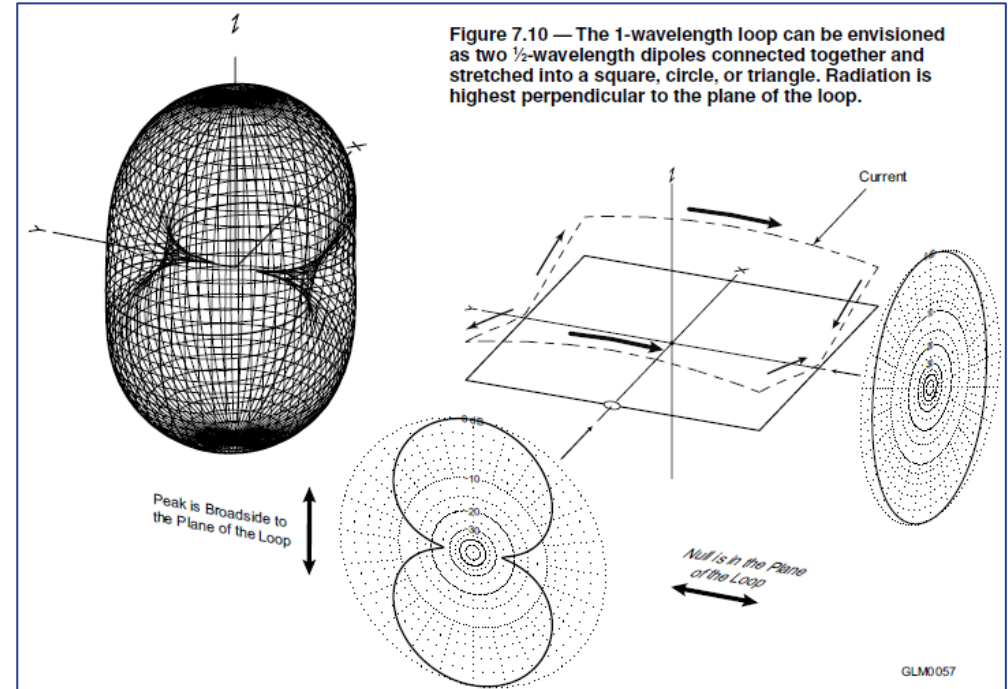 Figure 7.10 — The 1-wavelength loop can be envisioned
as two ½-wavelength dipoles connected together and
stretched into a square, circle, or triangle. Radiation is
highest perpendicular to the plane of the loop.
Z
X
Y
Z
Current
X
Y
0 dB
-10
-20
-30
Peak is Broadside to
the Plane of the Loop
Null is in the Plane
of the Loop
GLM0057